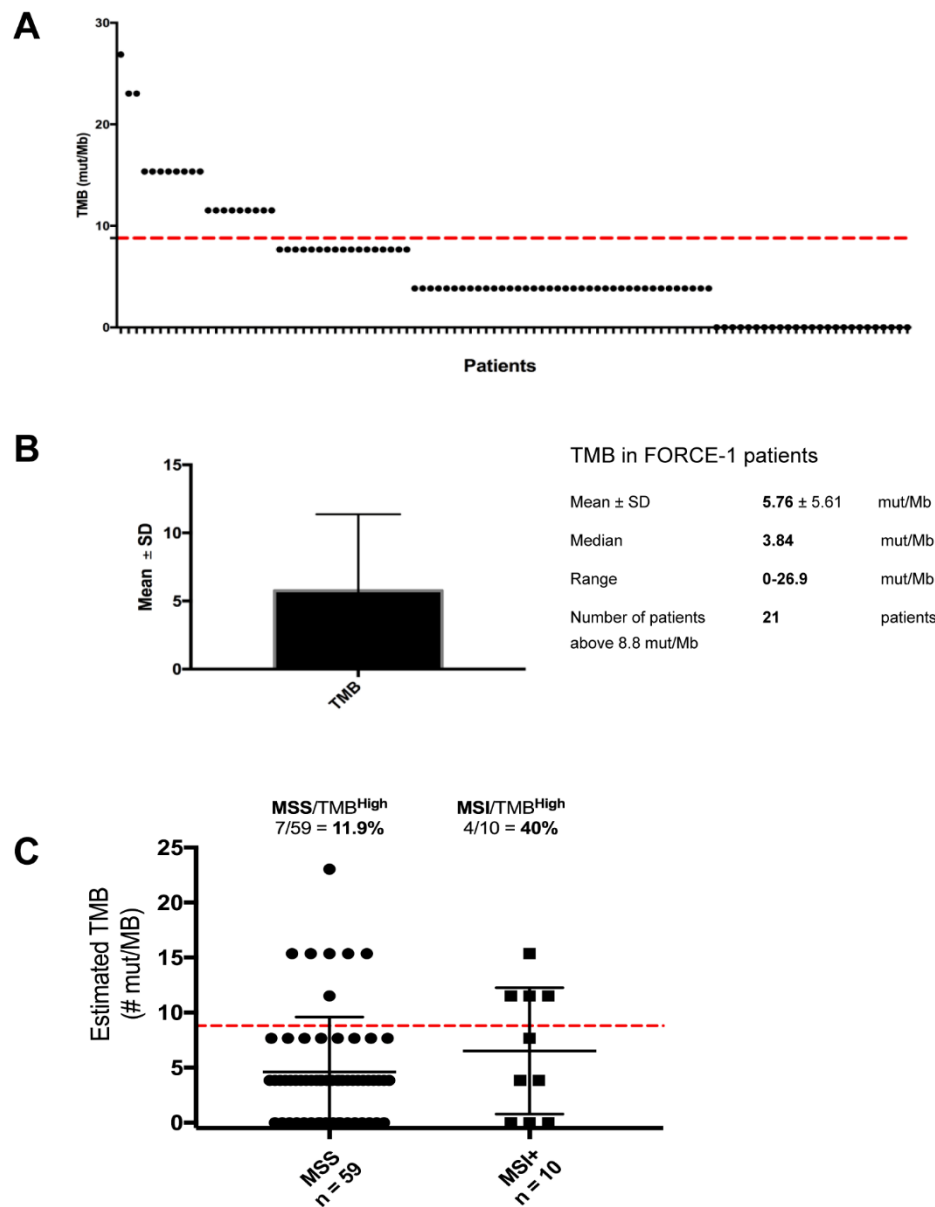 A
30
20
10
0
TMB (mut/Mb)
Patients
B
15
10
5
0
Mean ± SD
TMB
TMB in FORCE-1 patients
Mean ± SD 5.76 ± 5.61 mut/Mb
Median 3.84 mut/Mb
Range 0-26.9 mut/Mb
Number of patients 21 patients
above 8.8 mut/Mb
C
MSS/TMBHigh MSI/TMBHigh
7/59 = 11.9% 4/10 = 40%
25
20
15
10
5
0
Estimated TMB
(# mut/MB)
MSS
n = 59
MSI+
n = 10